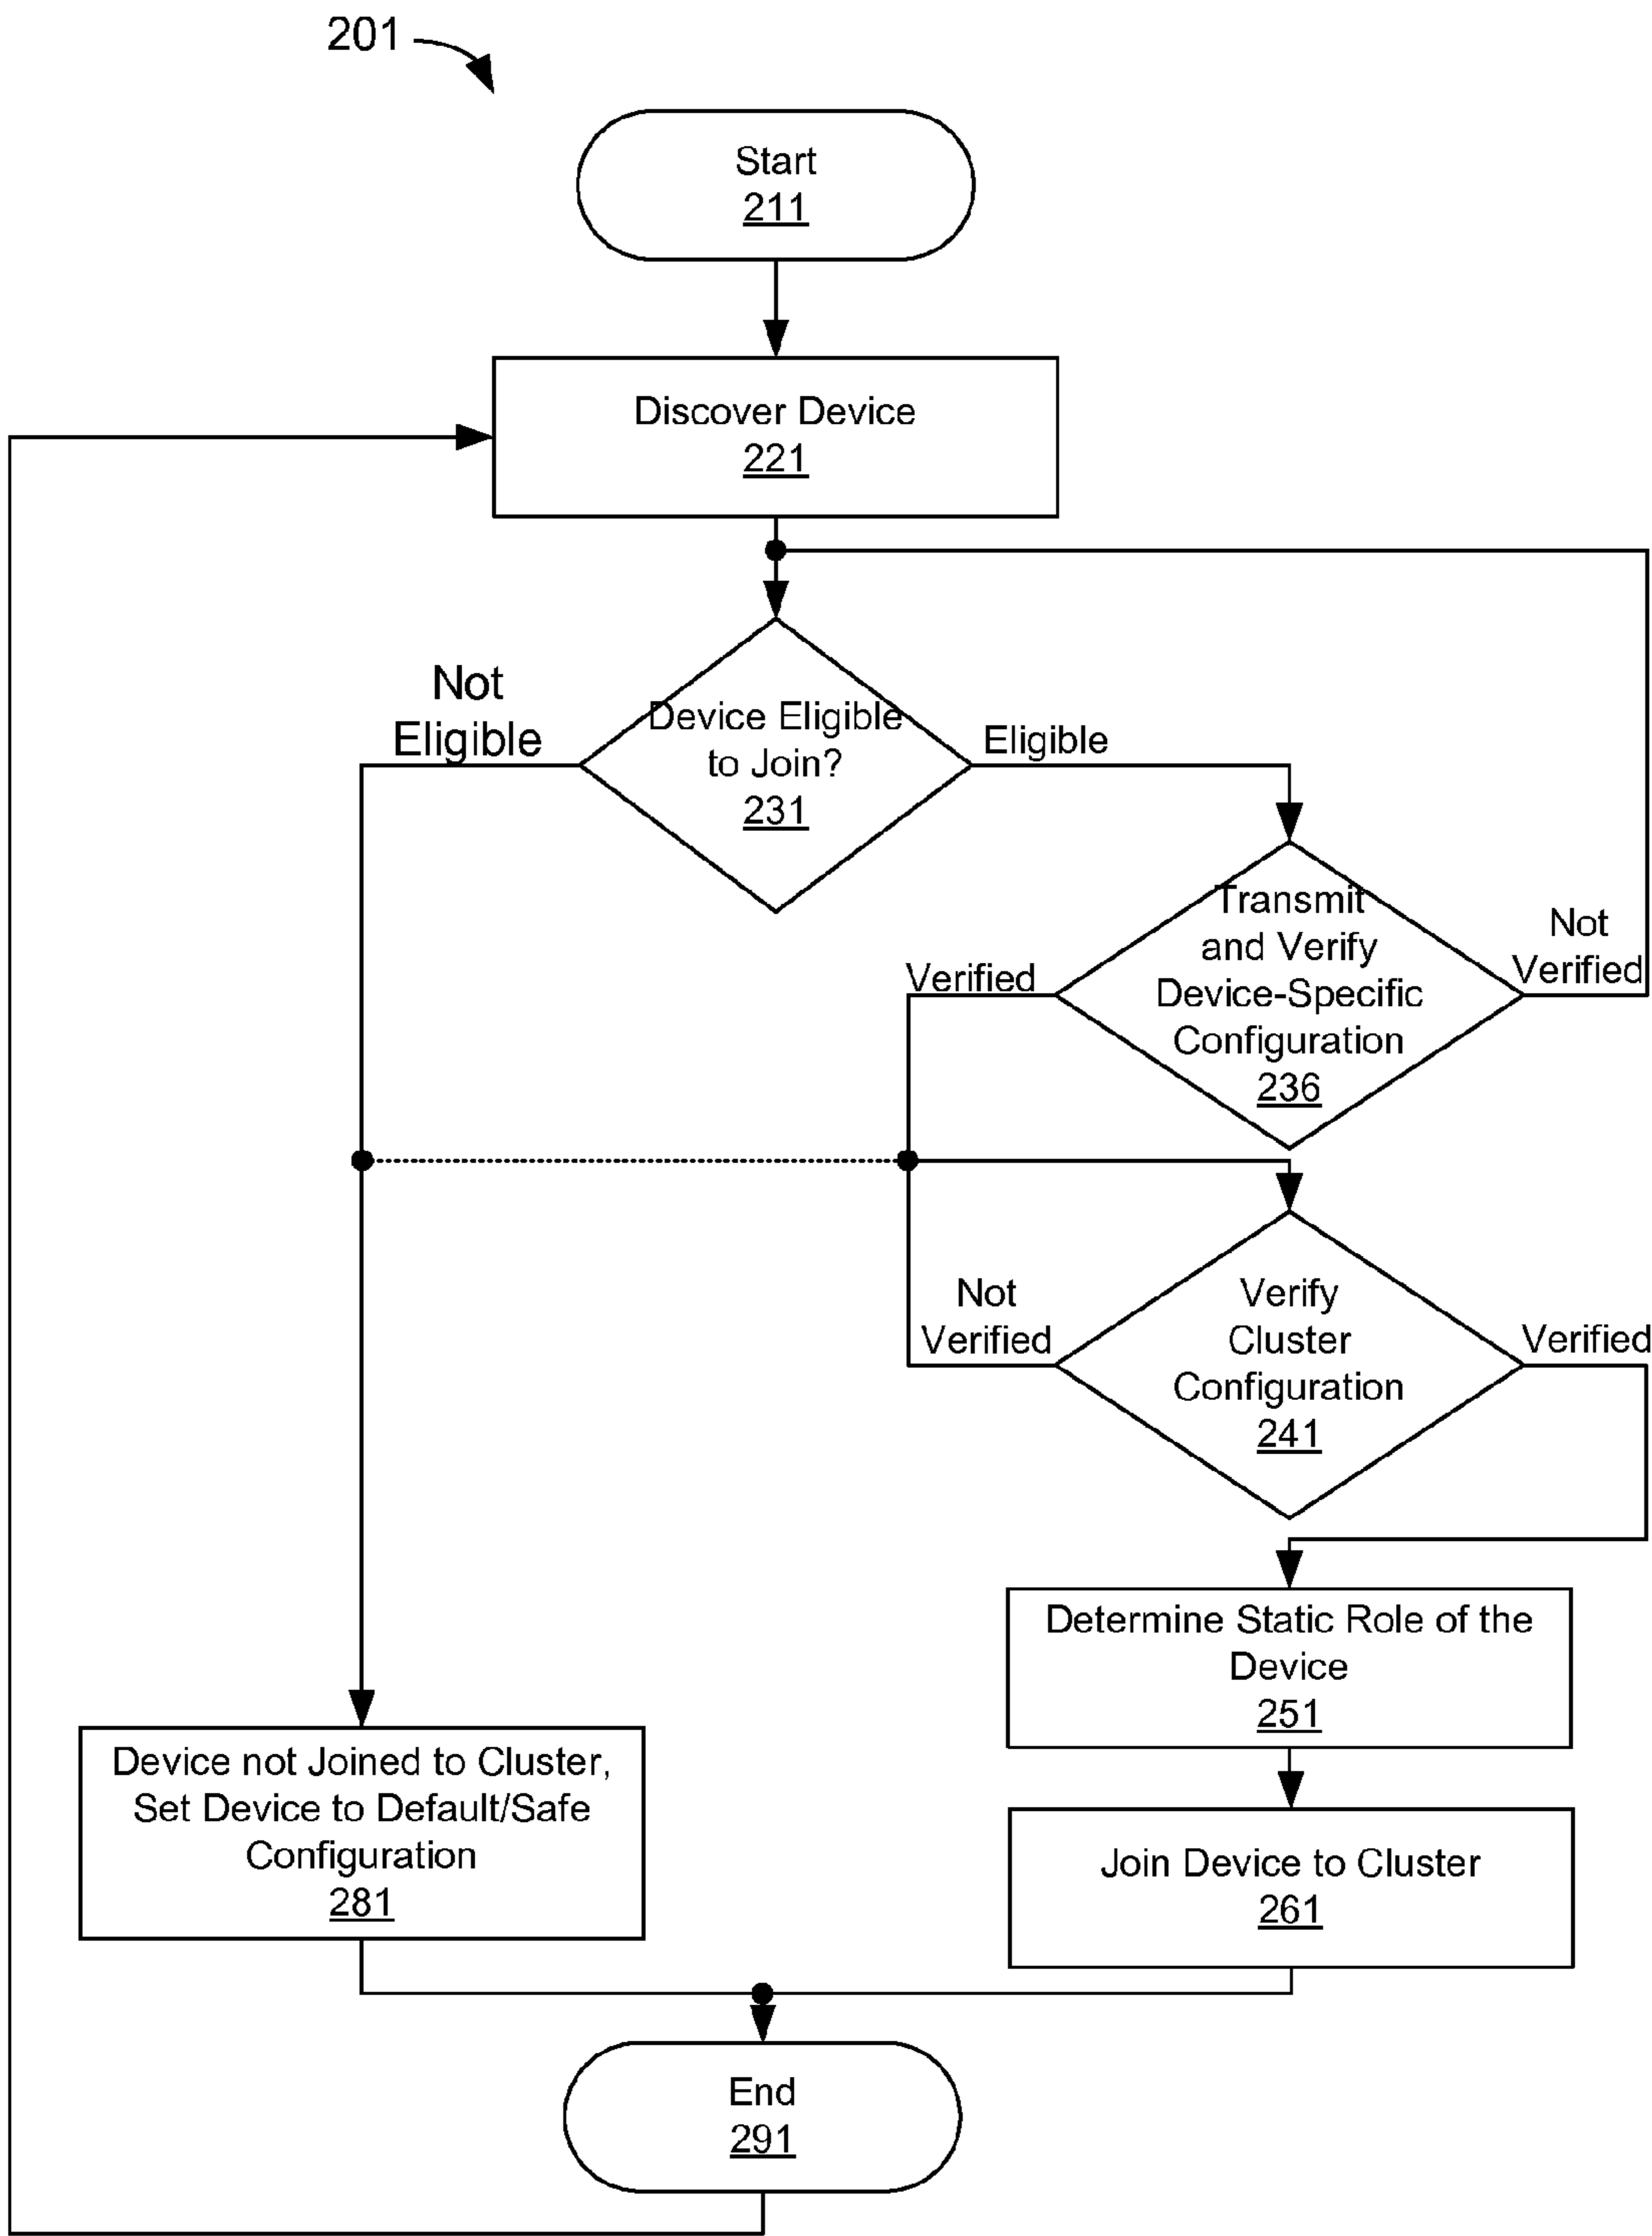 201
Start
211
Discover Device
221
Not
Eligible
Device Eligible
to Join?
231
Eligible
Transmit
and Verify
Device-Specific
Configuration
236
Not
Verified
Verified
Not
Verified
Verify
Cluster
Configuration
241
Verified
Determine Static Role of the
Device
251
Device not Joined to Cluster,
Set Device to Default/Safe
Configuration
281
Join Device to Cluster
261
End
291